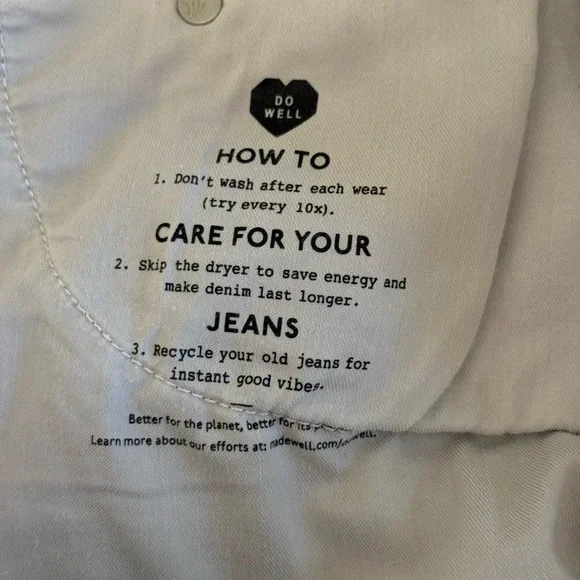 DO
WELL
HOW TO
1. Don't wash after each wear
(try every 10x).
CARE FOR YOUR
2. Skip the dryer to save energy and
make denim last longer.
JEANS
3. Recycle your old jeans for
instant good vibes.
Better for the planet, better for its
Learn more about our efforts at: madewell.com/